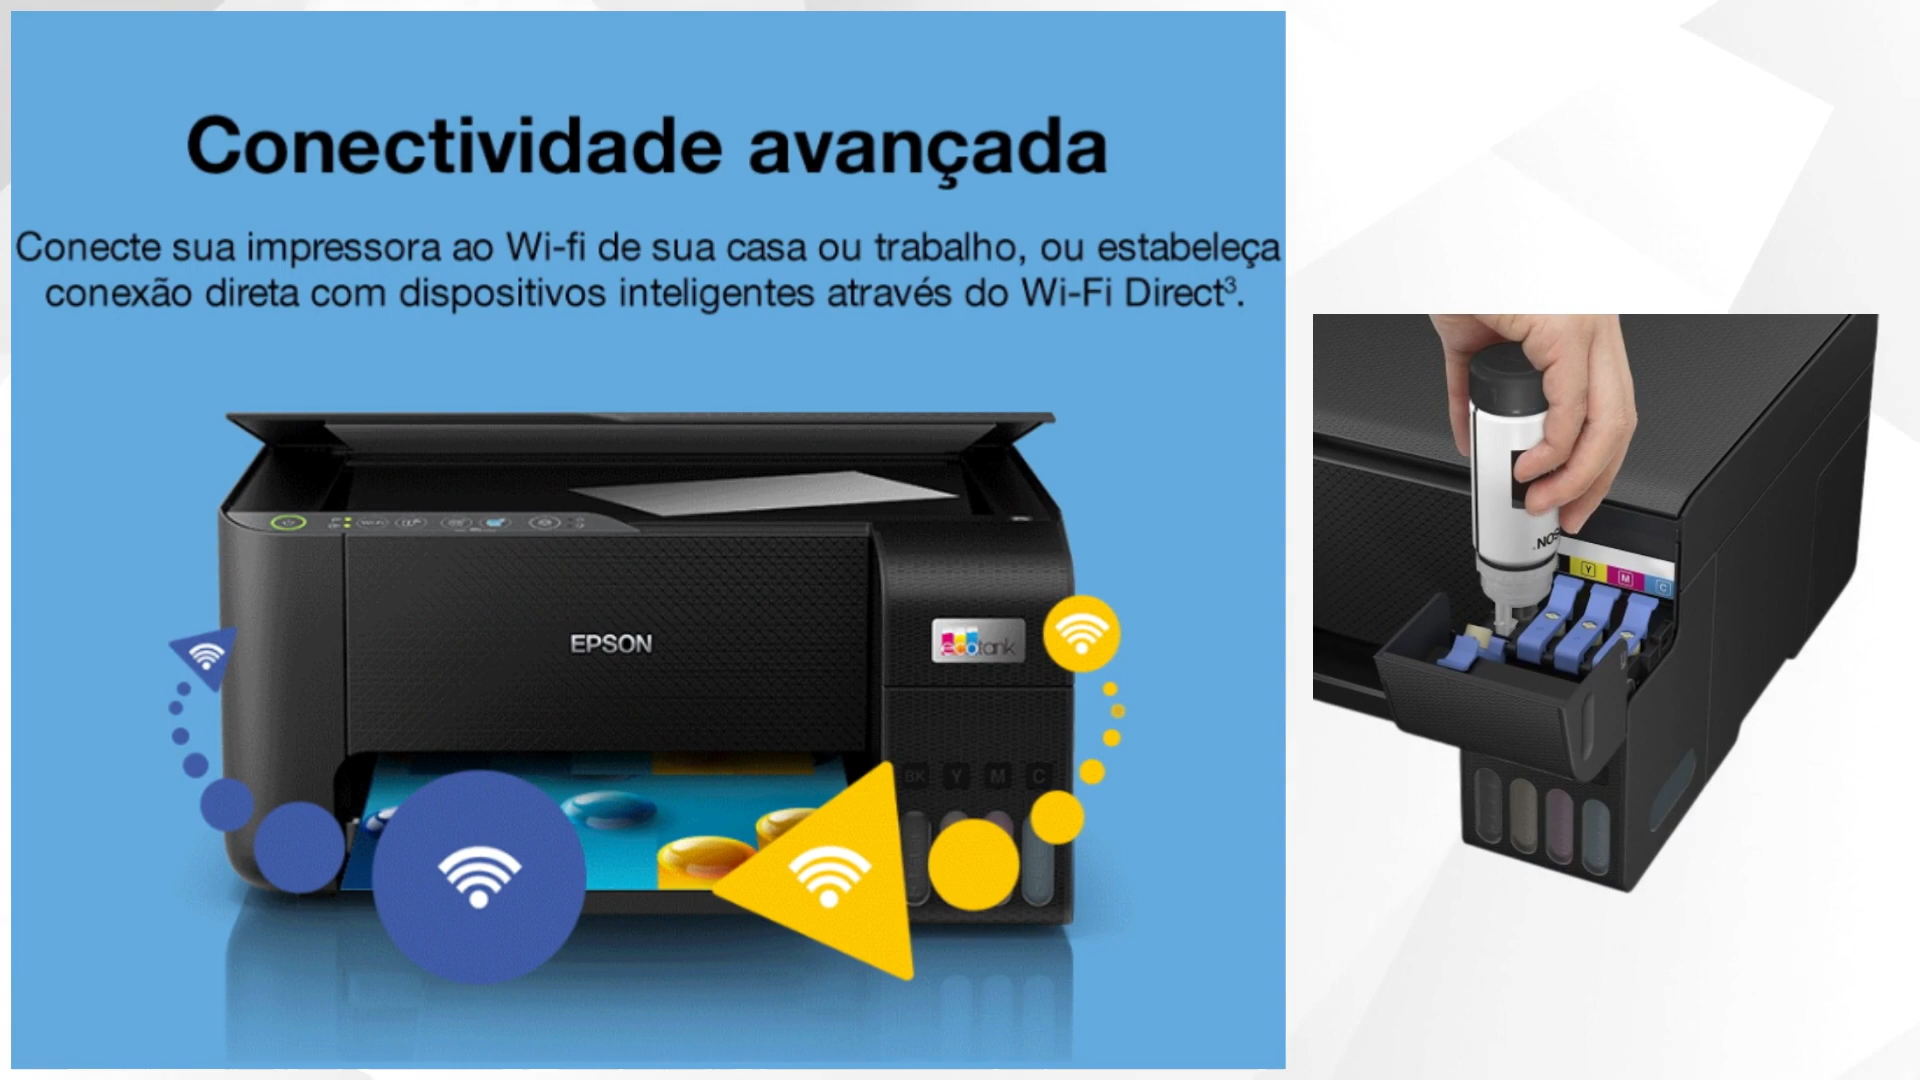 Conectividade avançada
Conecte sua impressora ao Wi-fi de sua casa ou trabalho, ou estabeleça
conexão direta com dispositivos inteligentes através do Wi-Fi Direct³.
EPSON
ecotank
BK Y M C
Y M C